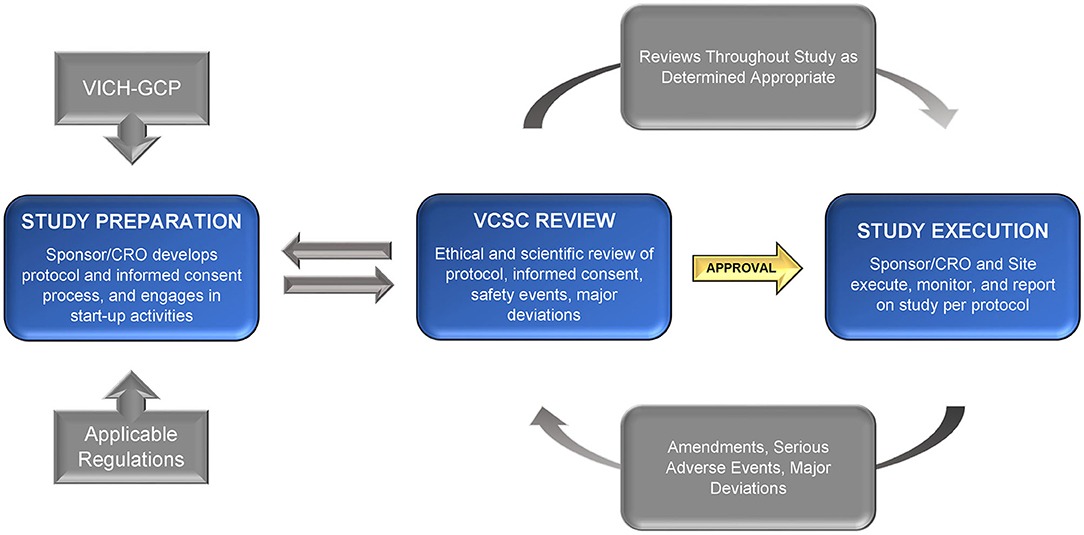 VICH-GCP
Reviews Throughout Study as
Determined Appropriate
STUDY PREPARATION
Sponsor/CRO develops
protocol and informed consent
process, and engages in
start-up activities
VCSC REVIEW
Ethical and scientific review of
protocol, informed consent,
safety events, major
deviations
APPROVAL
STUDY EXECUTION
Sponsor/CRO and Site
execute, monitor, and report
on study per protocol
Applicable
Regulations
Amendments, Serious
Adverse Events, Major
Deviations